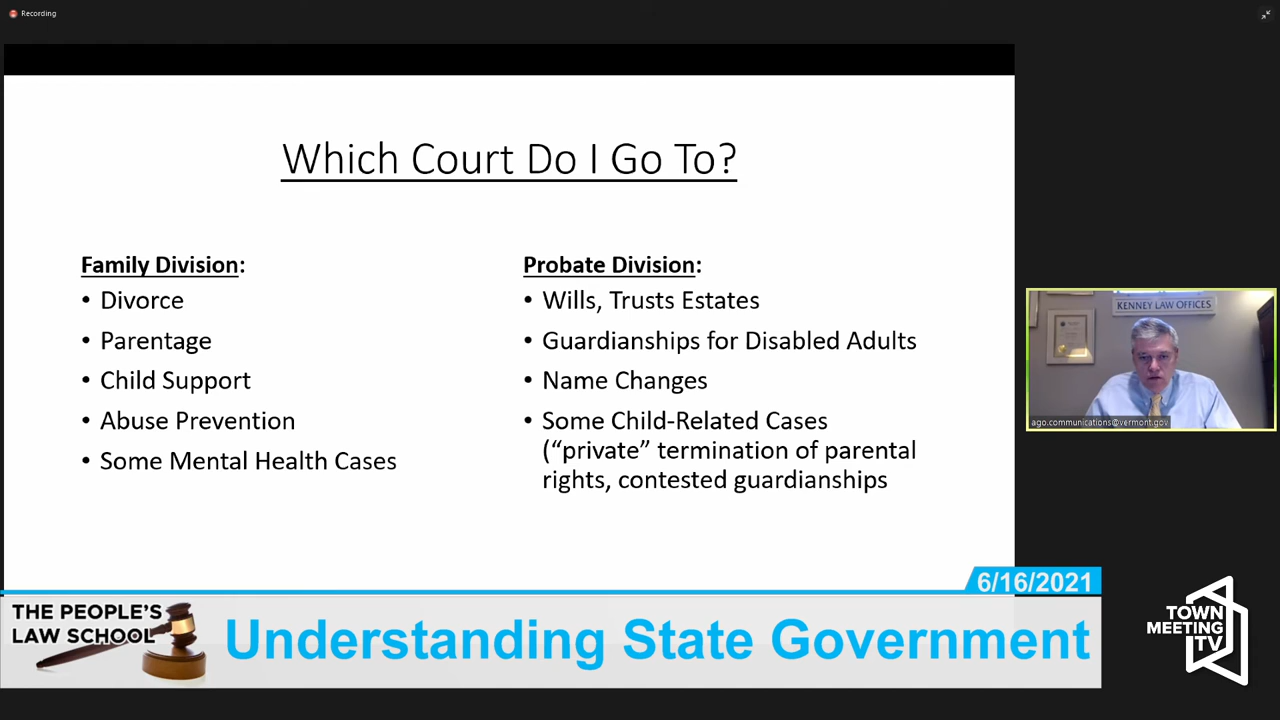 Recording
Which Court Do I Go To?
Family Division:
• Divorce
• Parentage
• Child Support
• Abuse Prevention
• Some Mental Health Cases
Probate Division:
• Wills, Trusts Estates
• Guardianships for Disabled Adults
• Name Changes
• Some Child-Related Cases
(“private” termination of parental
rights, contested guardianships
KENNEY LAW OFFICES
ago.communications@vermont.gov
6/16/2021
THE PEOPLE'S
LAW SCHOOL
Understanding State Government
TOWN
MEETING
TV